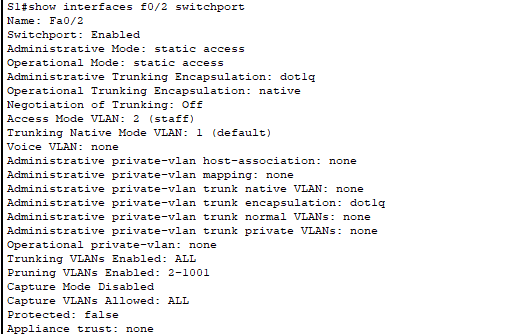 S1#show interfaces f0/2 switchport
Name: Fa0/2
Switchport: Enabled
Administrative Mode: static access
Operational Mode: static access
Administrative Trunking Encapsulation: dot1q
Operational Trunking Encapsulation: native
Negotiation of Trunking: Off
Access Mode VLAN: 2 (staff)
Trunking Native Mode VLAN: 1 (default)
Voice VLAN: none
Administrative private-vlan host-association: none
Administrative private-vlan mapping: none
Administrative private-vlan trunk native VLAN: none
Administrative private-vlan trunk encapsulation: dot1q
Administrative private-vlan trunk normal VLANs: none
Administrative private-vlan trunk private VLANs: none
Operational private-vlan: none
Trunking VLANs Enabled: ALL
Pruning VLANs Enabled: 2-1001
Capture Mode Disabled
Capture VLANs Allowed: ALL
Protected: false
Appliance trust: none